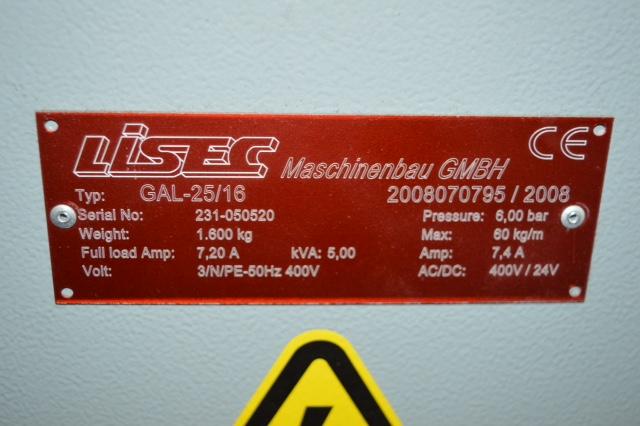 LiSEC Maschinenbau GMBH CE
Typ: GAL-25/16 2008070795 / 2008
Serial No: 231-050520 Pressure: 6,00 bar
Weight: 1.600 kg Max: 60 kg/m
Full load Amp: 7,20 A kVA: 5,00 Amp: 7,4 A
Volt: 3/N/PE-50Hz 400V AC/DC: 400V / 24V